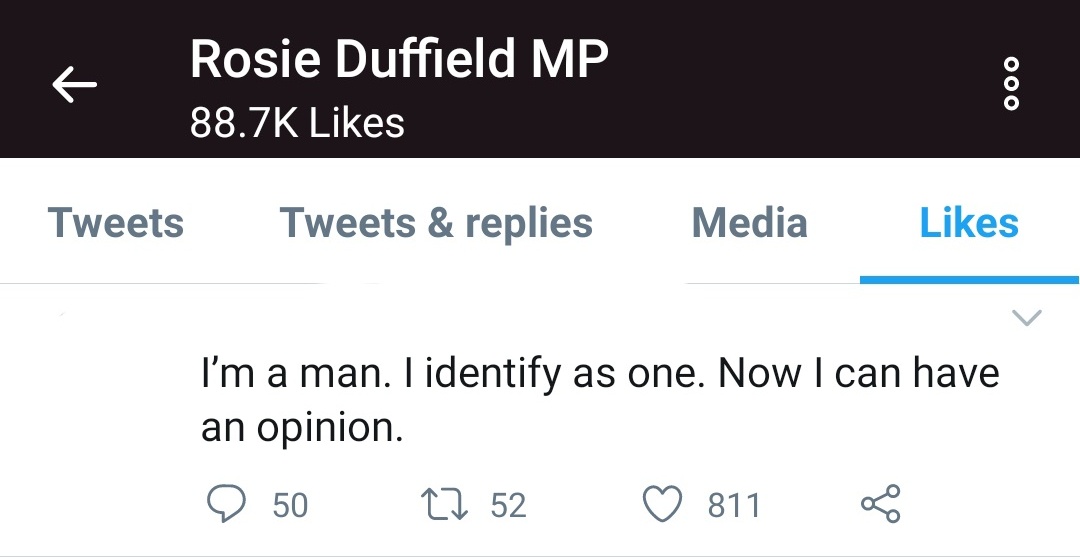 Rosie Duffield MP
88.7K Likes
Tweets Tweets & replies Media Likes
I’m a man. I identify as one. Now I can have
an opinion.
50 52 811